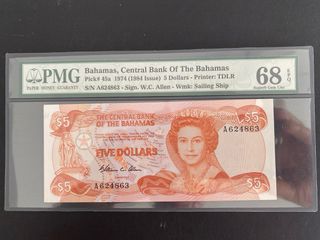 PMG
PAPER MONEY GUARANTY
Bahamas, Central Bank Of The Bahamas
Pick# 45a 1974 (1984 Issue) 5 Dollars - Printer: TDLR
S/N A624863 - Sign. W.C. Allen - Wmk: Sailing Ship
68 EPQ
Superb Gem Unc
$5
THE CENTRAL BANK
OF THE BAHAMAS
$5
A624863
FIVE DOLLARS
A624863
$5
$5